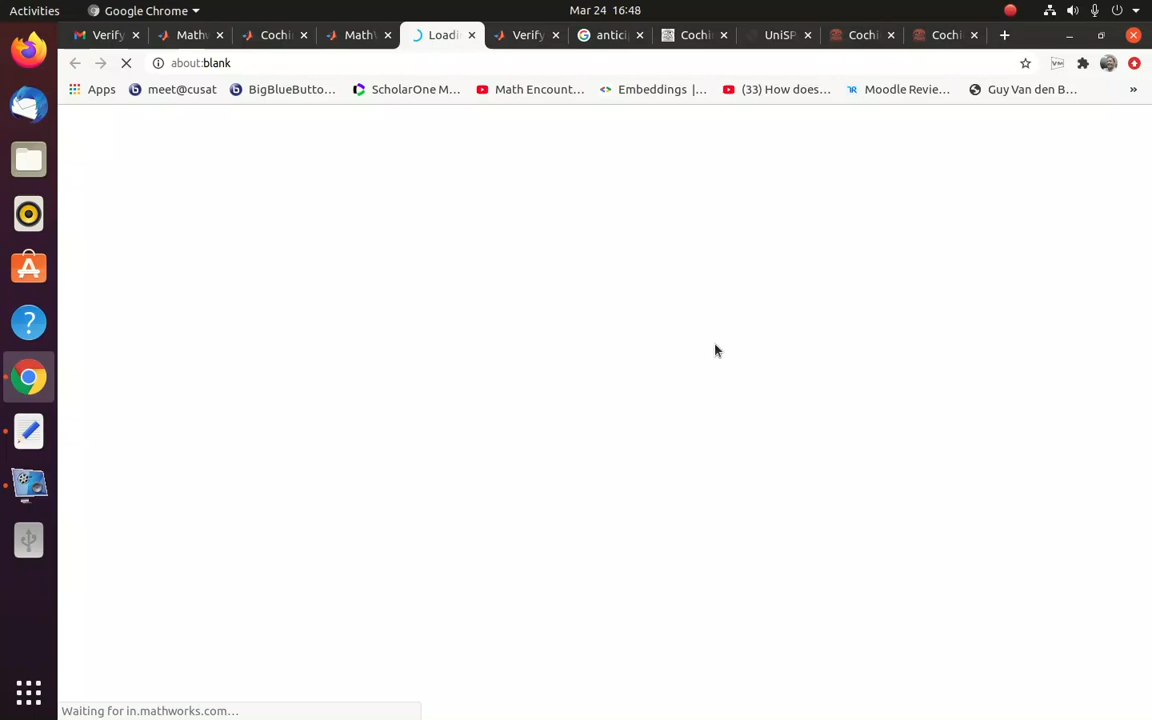 Activities Google Chrome Mar 24 16:48
Verify Math Cochi Math Loadi Verify antici Cochi UniSP Cochi Cochi
about:blank
Apps meet@cusat BigBlueButto... ScholarOne M... Math Encount... Embeddings |... (33) How does... Moodle Revie... Guy Van den B... »
Waiting for in.mathworks.com...